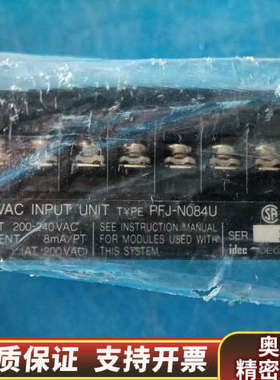 VAC INPUT UNIT TYPE PFJ-N084U
T 200-240VAC
ENT 8mA/PT
(AT 200VAC)
SEE INSTRUCTION MANUAL
FOR MODULES USED WITH
THIS SYSTEM.
SER
idec
质保证 支持开票
奥
精密